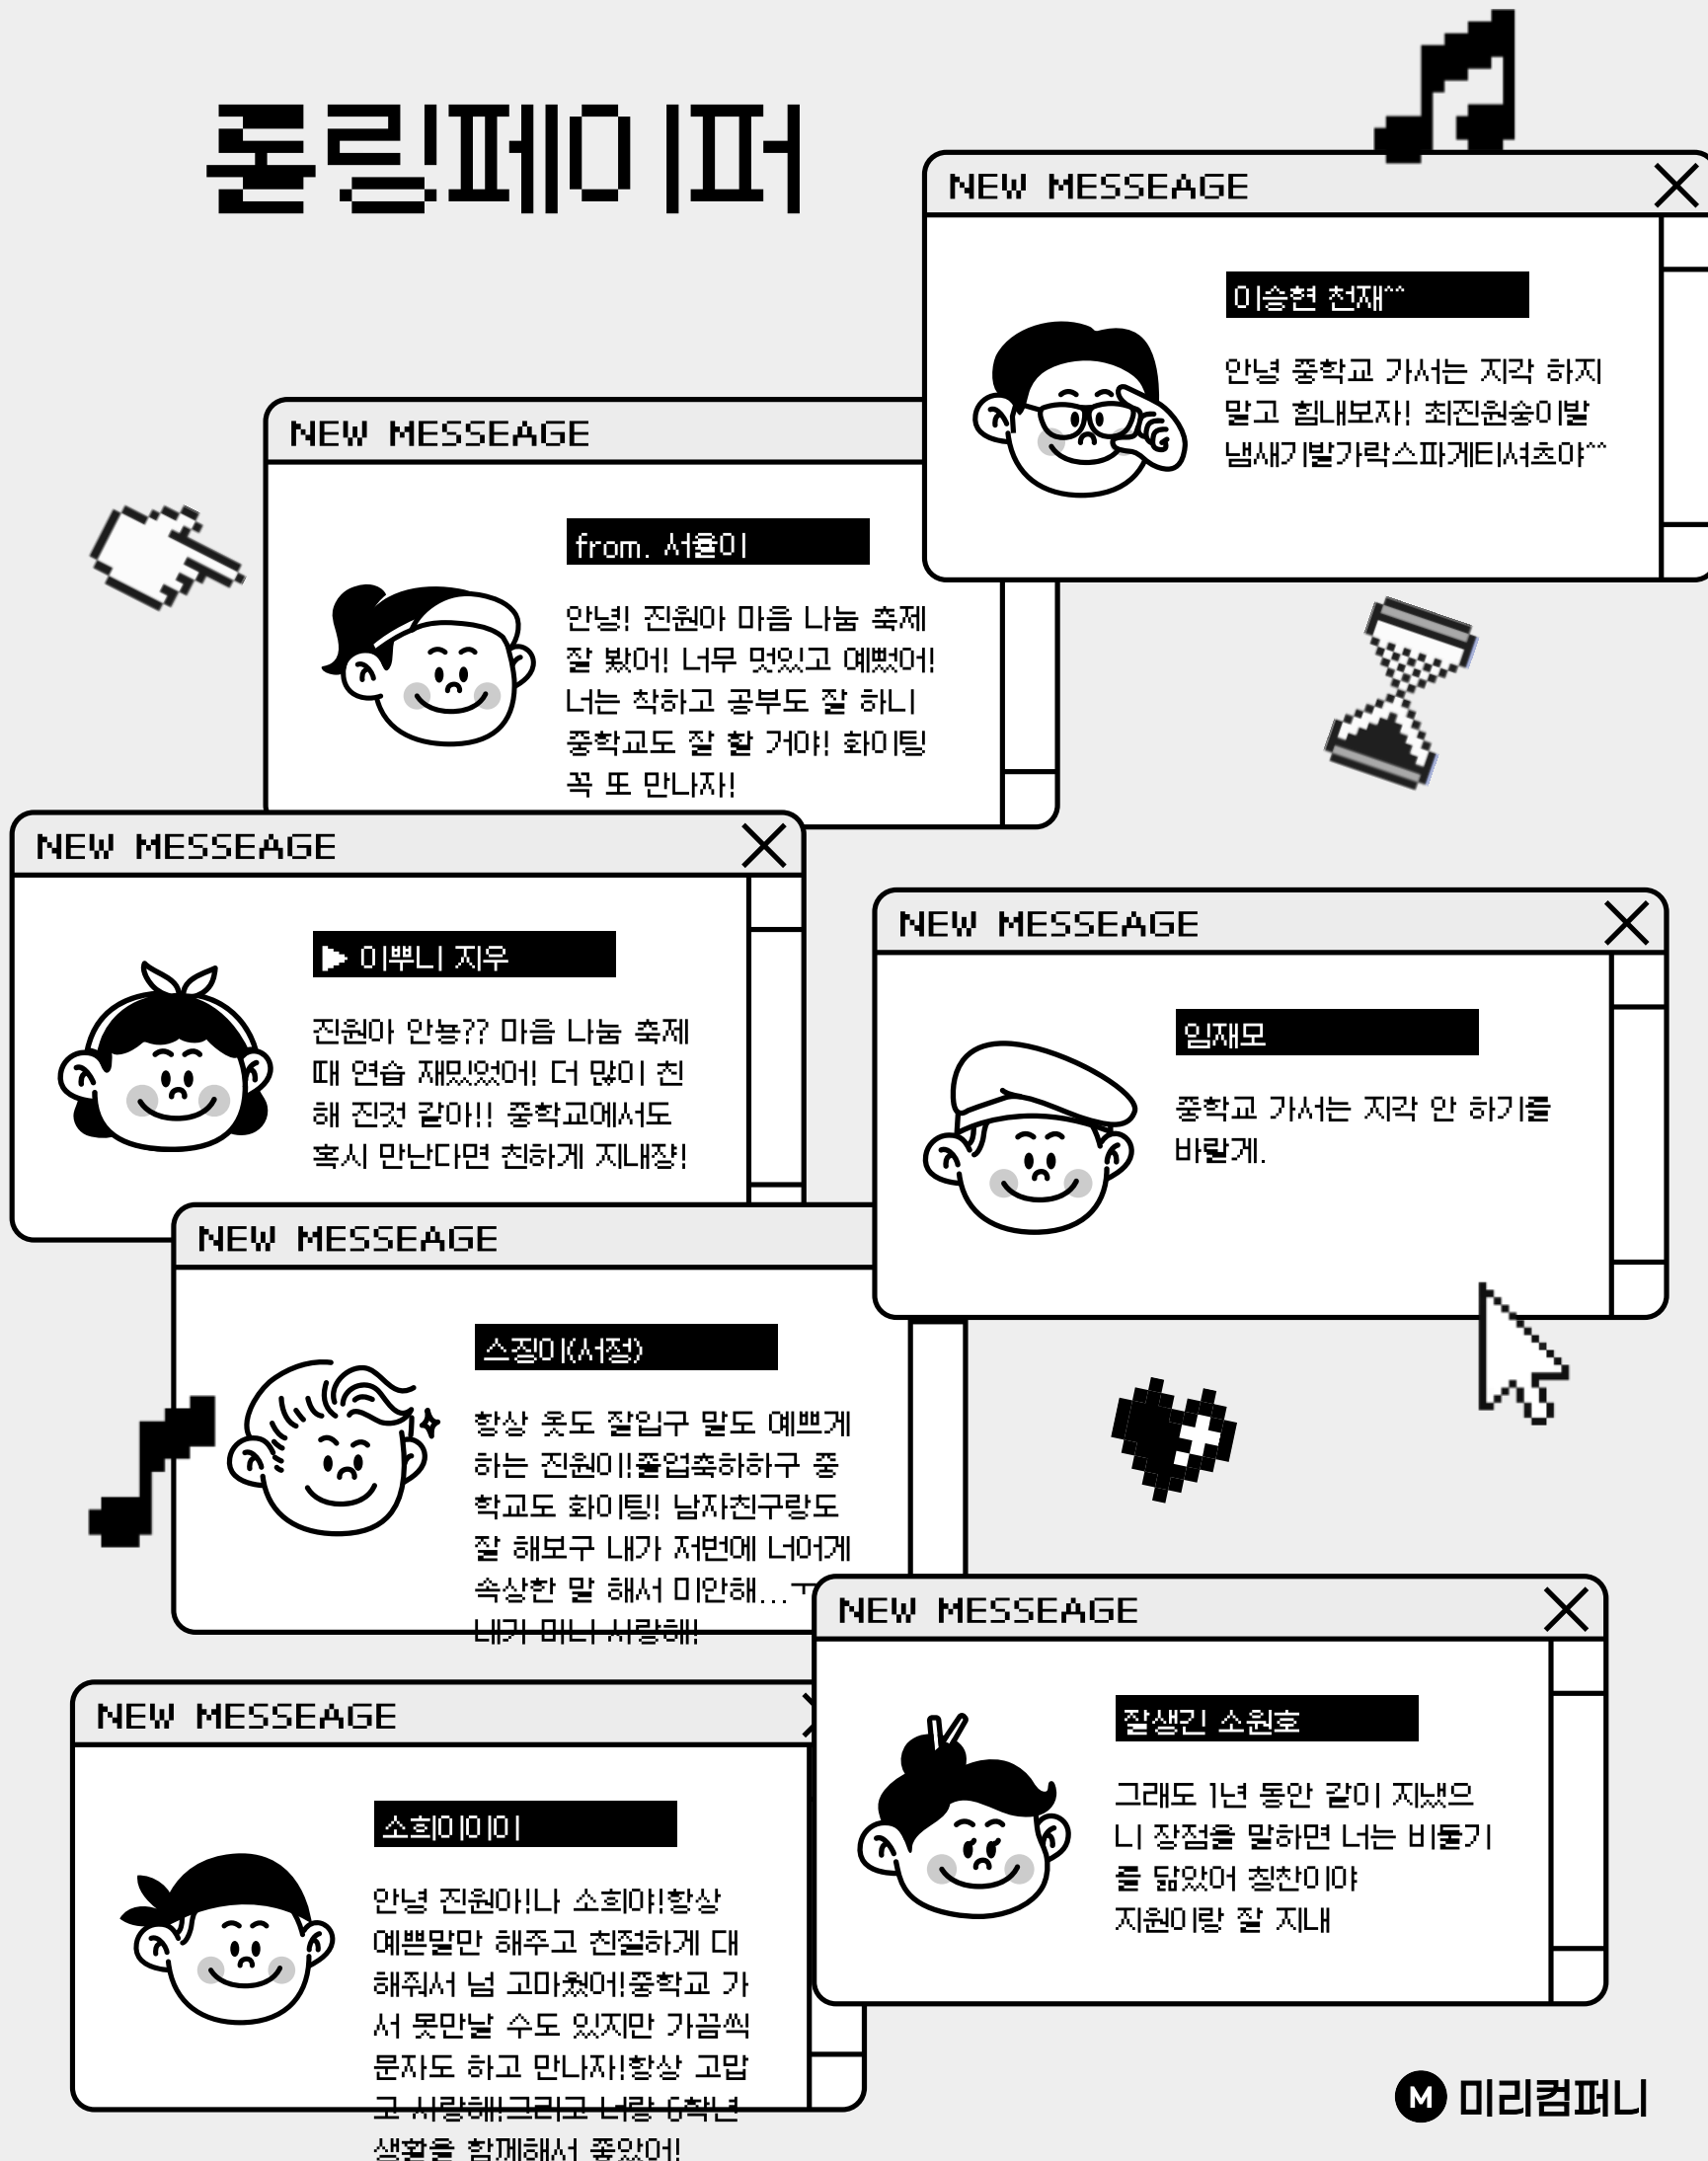 롤링페이퍼
NEW MESSEAGE
이승현 천재^^
안녕 중학교 가서는 지각 하지
말고 힘내보자! 최진원숭이발
냄새기발가락스파게티셔츠야^^
NEW MESSEAGE
from. 서율이
안녕! 진원아 마음 나눔 축제
잘 봤어! 너무 멋있고 예뻤어!
너는 착하고 공부도 잘 하니
중학교도 잘 할 거야! 화이팅!
꼭 또 만나자!
NEW MESSEAGE
▶ 이쁘니 지우
진원아 안뇽?? 마음 나눔 축제
때 연습 재밌었어! 더 많이 친
해 진것 같아!! 중학교에서도
혹시 만난다면 친하게 지내장!
NEW MESSEAGE
임재모
중학교 가서는 지각 안 하기를
바랄게.
NEW MESSEAGE
스징이(서정)
항상 옷도 잘입구 말도 예쁘게
하는 진원이!졸업축하하구 중
학교도 화이팅! 남자친구랑도
잘 해보구 내가 저번에 너어게
속상한 말 해서 미안해...ㅜ
내가 마니 사랑해!
NEW MESSEAGE
잘생긴 소원호
그래도 1년 동안 같이 지냈으
니 장점을 말하면 너는 비둘기
를 닮았어 칭찬이야
지원이랑 잘 지내
NEW MESSEAGE
소희이이이
안녕 진원아!나 소희야!항상
예쁜말만 해주고 친절하게 대
해줘서 넘 고마웠어!중학교 가
서 못만날 수도 있지만 가끔씩
문자도 하고 만나자!항상 고맙
고 사랑해!그리고 너랑 6학년
생활을 함께해서 좋았어!
M 미리컴퍼니